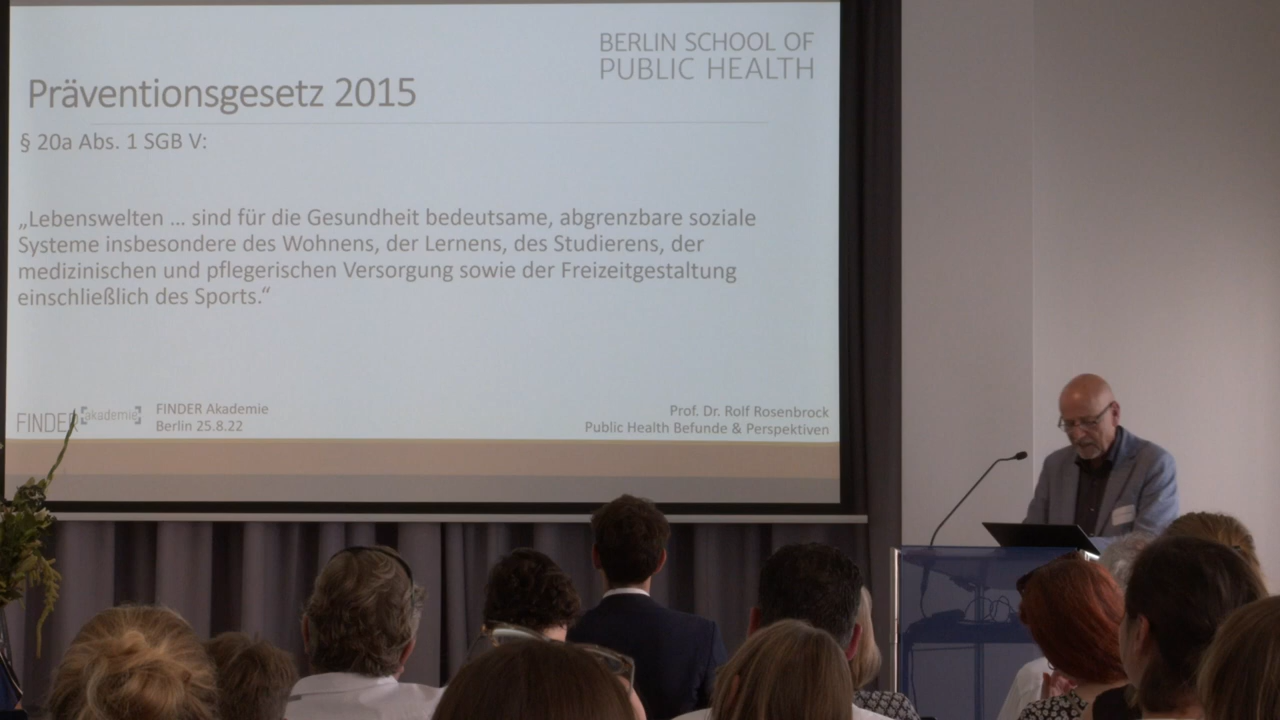 BERLIN SCHOOL OF
PUBLIC HEALTH
Präventionsgesetz 2015
§ 20a Abs. 1 SGB V:
„Lebenswelten … sind für die Gesundheit bedeutsame, abgrenzbare soziale
Systeme insbesondere des Wohnens, der Lernens, des Studierens, der
medizinischen und pflegerischen Versorgung sowie der Freizeitgestaltung
einschließlich des Sports.“
FINDER akademie
FINDER Akademie
Berlin 25.8.22
Prof. Dr. Rolf Rosenbrock
Public Health Befunde & Perspektiven